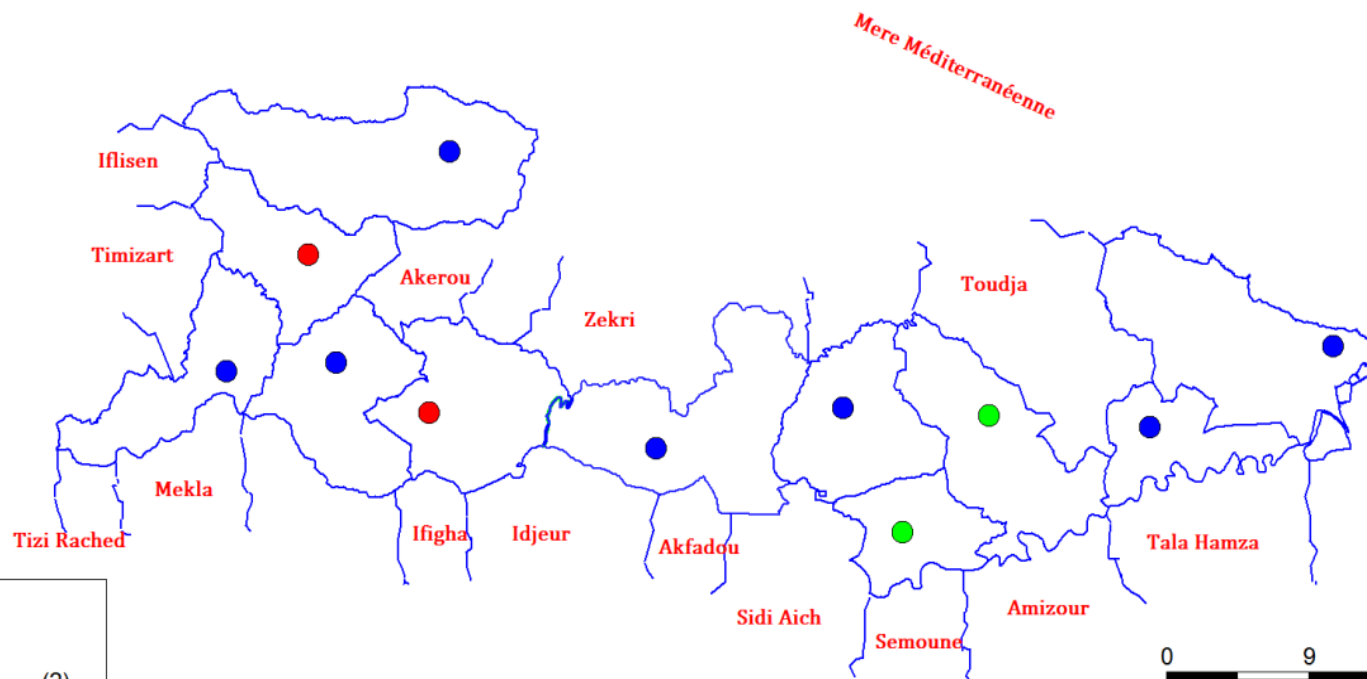 Mere Méditerranéenne
Iflisen
Timizart
Akerou
Toudja
Zekri
Mekla
Tizi Rached
Ifigha
Idjeur
Akfadou
Tala Hamza
Sidi Aich
Amizour
Semoune
0 9